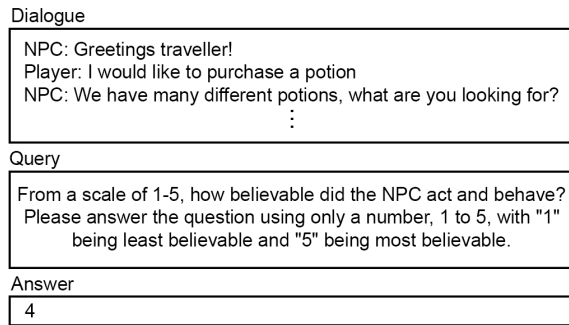 Dialogue
NPC: Greetings traveller!
Player: I would like to purchase a potion
NPC: We have many different potions, what are you looking for?
⋮
Query
From a scale of 1-5, how believable did the NPC act and behave?
Please answer the question using only a number, 1 to 5, with "1"
being least believable and "5" being most believable.
Answer
4